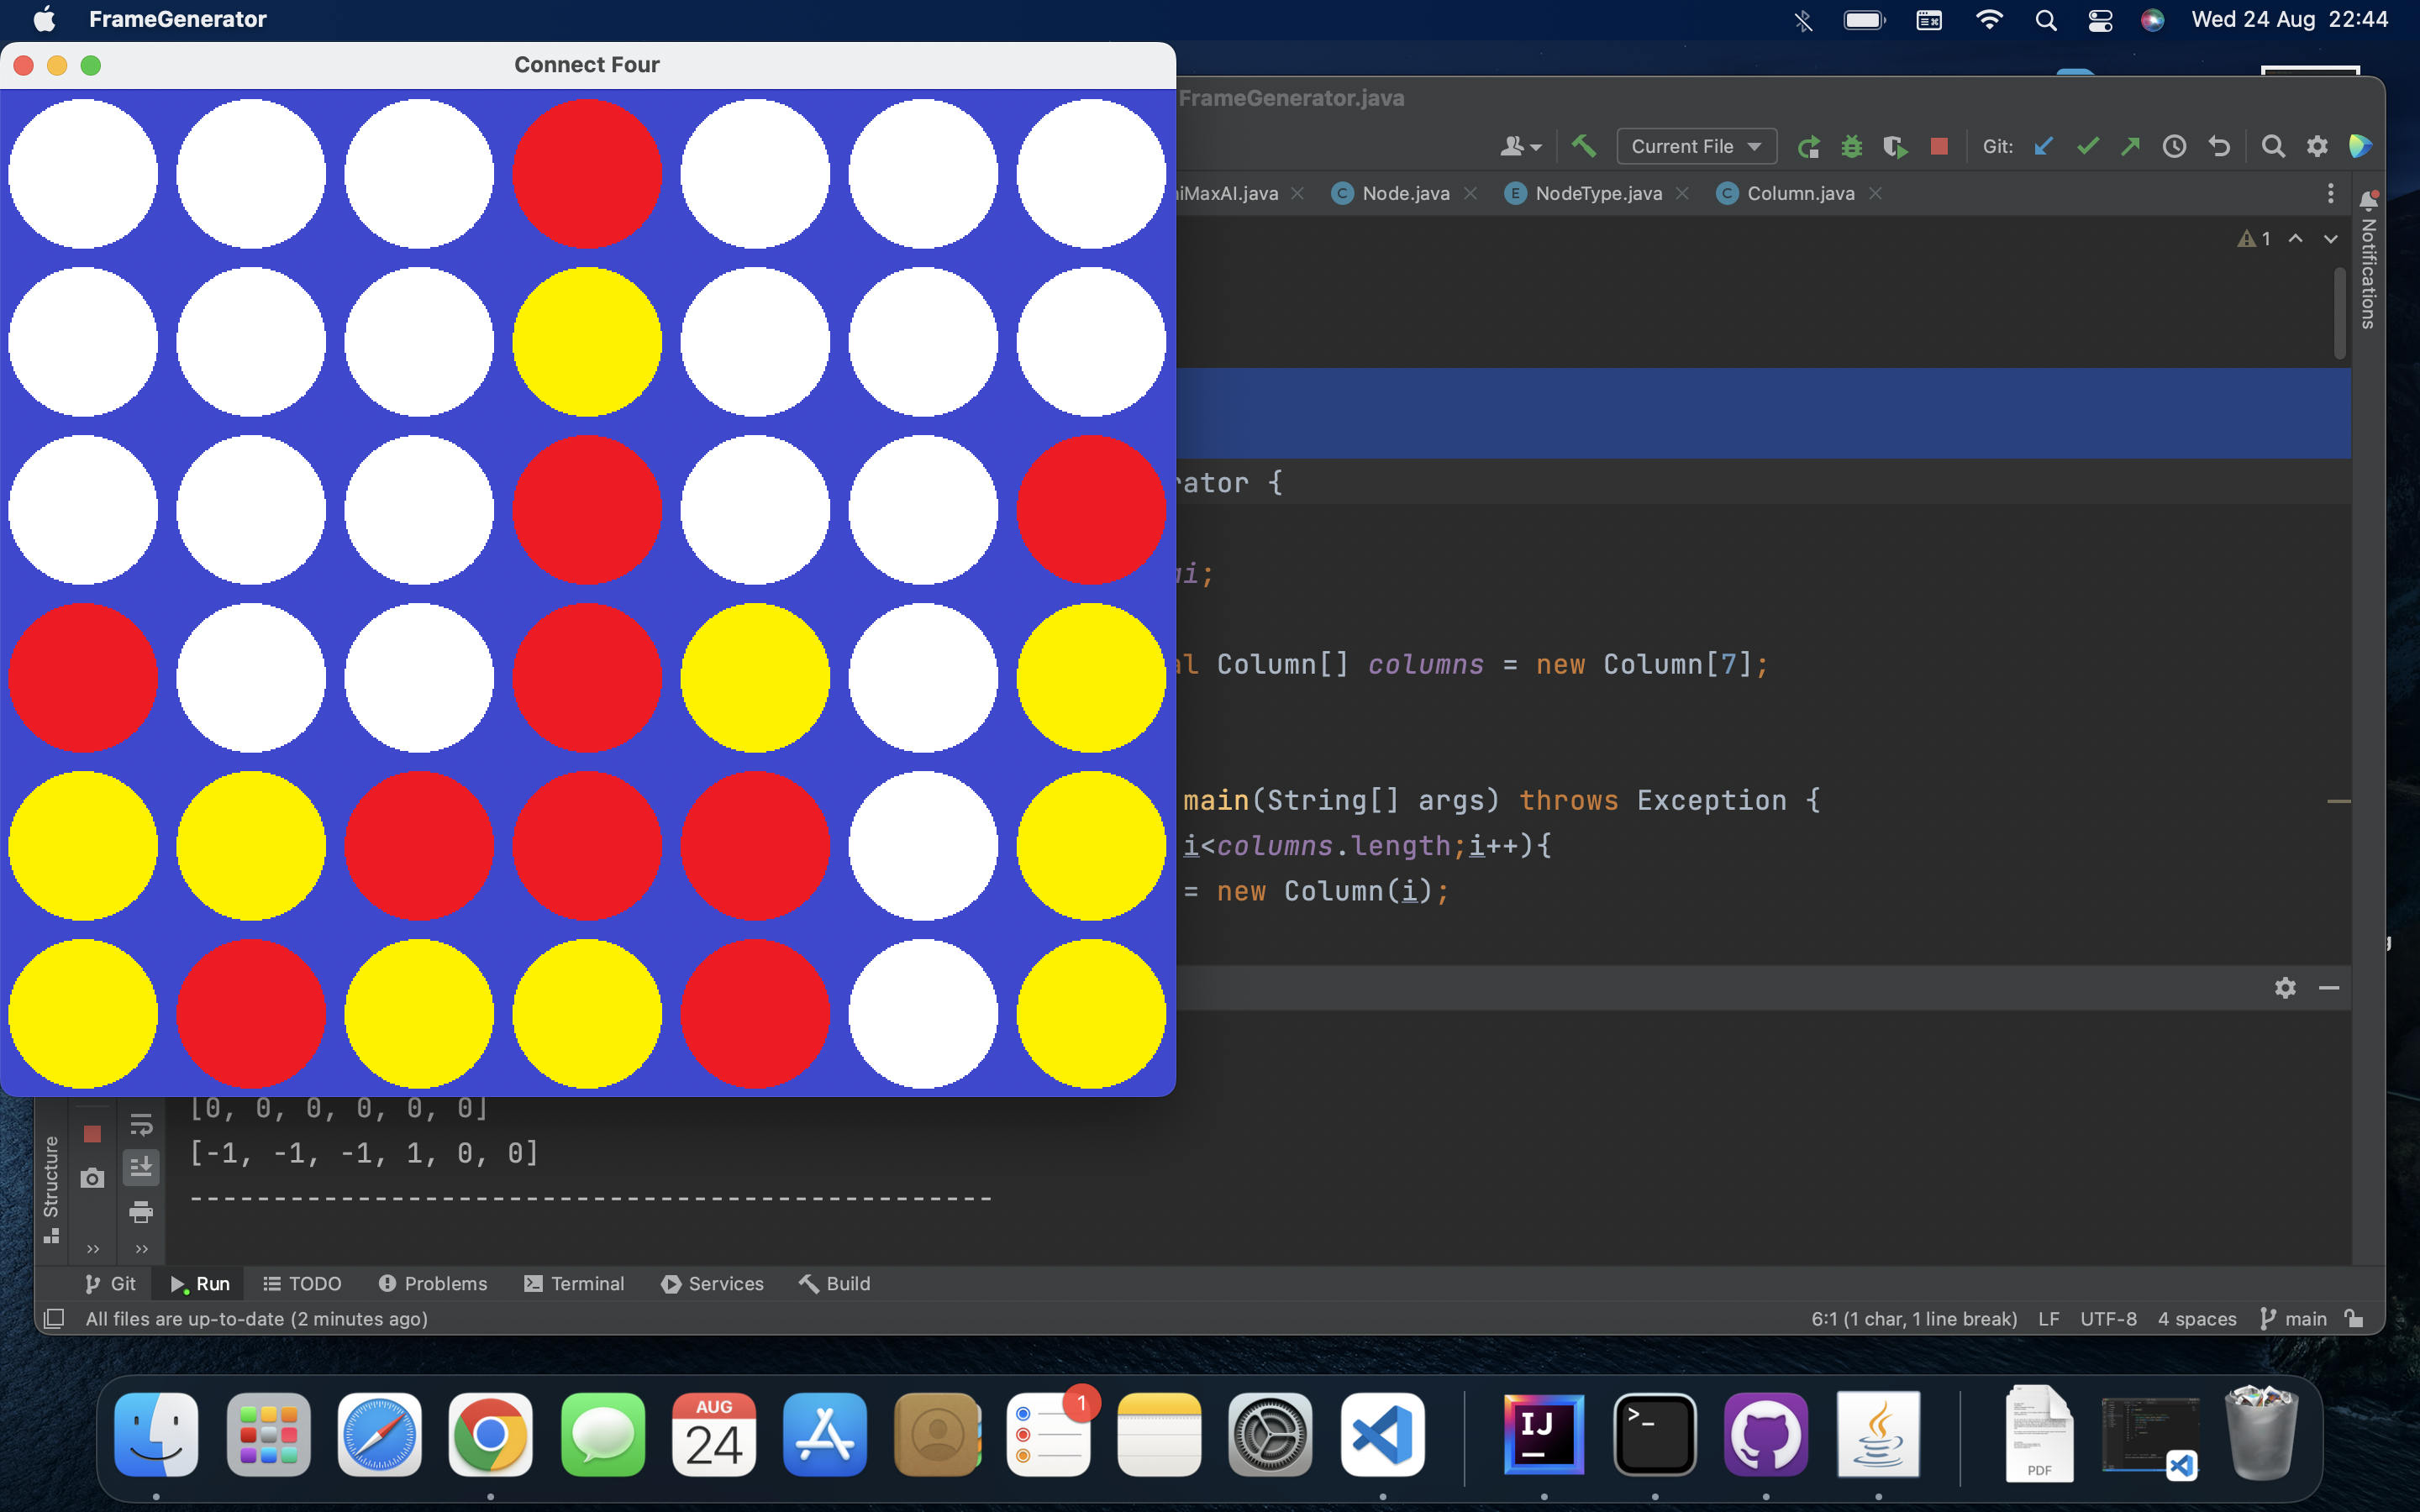 FrameGenerator
Wed 24 Aug 22:44
Connect Four
FrameGenerator.java
Current File
Git:
iMaxAI.java
C Node.java
E NodeType.java
C Column.java
1
Notifications
rator {
i;
al Column[] columns = new Column[7];
main(String[] args) throws Exception {
i<columns.length;i++){
= new Column(i);
[0, 0, 0, 0, 0, 0]
[-1, -1, -1, 1, 0, 0]
------------------------------------------------
Structure
Git
Run
TODO
Problems
Terminal
Services
Build
All files are up-to-date (2 minutes ago)
6:1 (1 char, 1 line break)
LF
UTF-8
4 spaces
main
AUG
24
1
IJ
>_
PDF